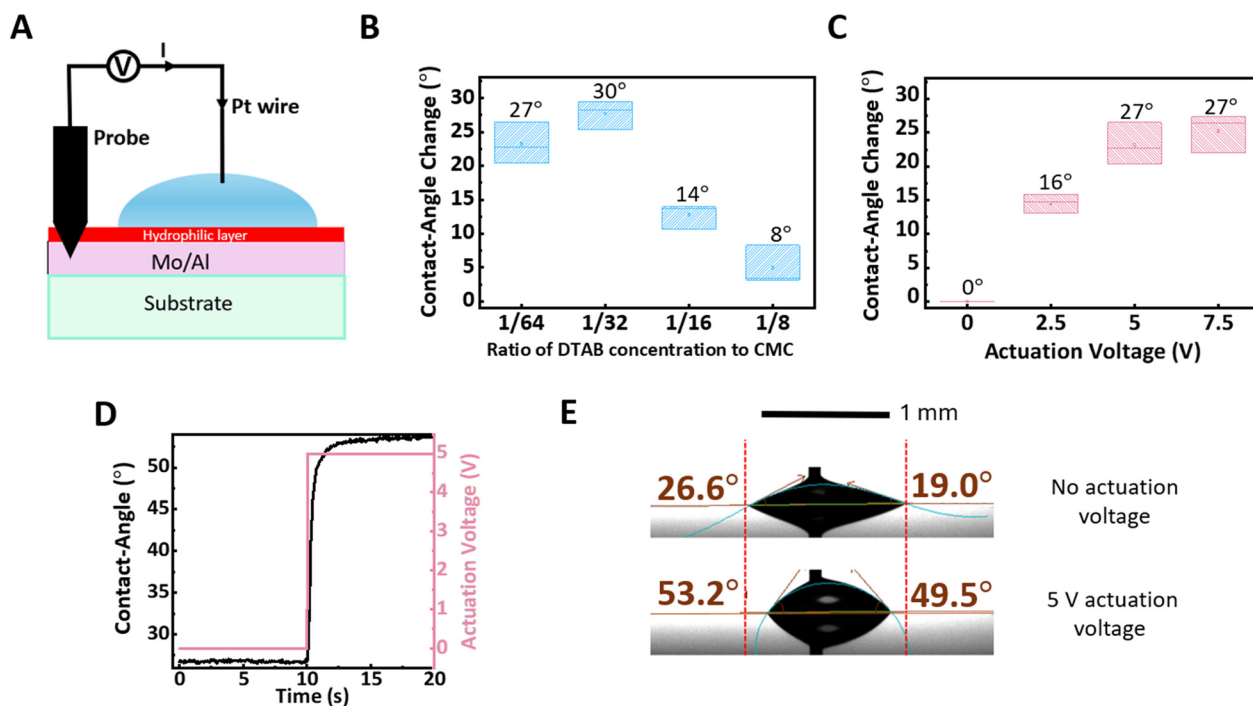 A
V
I
Pt wire
Probe
Hydrophilic layer
Mo/Al
Substrate
B
Contact-Angle Change (°)
30
25
20
15
10
5
0
27°
30°
14°
8°
1/64 1/32 1/16 1/8
Ratio of DTAB concentration to CMC
C
Contact-Angle Change (°)
30
25
20
15
10
5
0
0°
16°
27°
27°
0 2.5 5 7.5
Actuation Voltage (V)
D
Contact-Angle (°)
50
45
40
35
30
Actuation Voltage (V)
5
4
3
2
1
0
0 5 10 15 20
Time (s)
E
1 mm
26.6° 19.0°
No actuation
voltage
53.2° 49.5°
5 V actuation
voltage